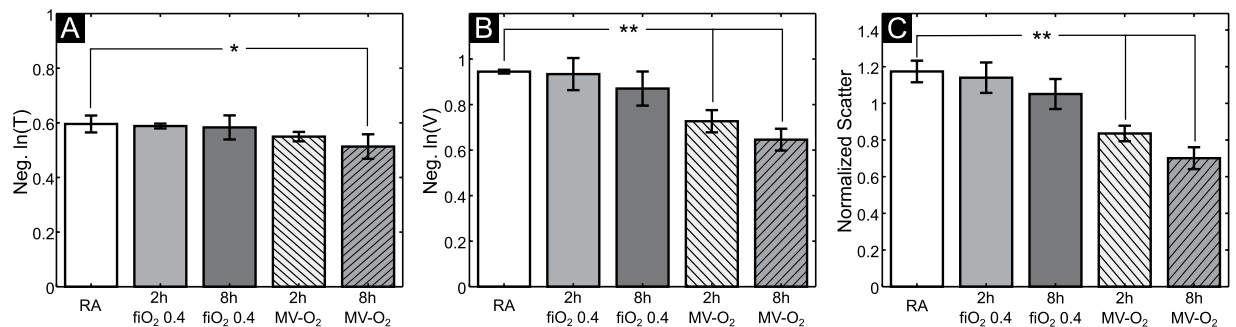 A
Neg. ln(T)
1
0.8
0.6
0.4
0.2
0
*
RA
2h
fiO₂ 0.4
8h
fiO₂ 0.4
2h
MV-O₂
8h
MV-O₂
B
Neg. ln(V)
1
0.8
0.6
0.4
0.2
0
**
RA
2h
fiO₂ 0.4
8h
fiO₂ 0.4
2h
MV-O₂
8h
MV-O₂
C
Normalized Scatter
1.4
1.2
1
0.8
0.6
0.4
0.2
0
**
RA
2h
fiO₂ 0.4
8h
fiO₂ 0.4
2h
MV-O₂
8h
MV-O₂